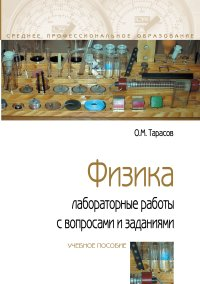 СРЕДНЕЕ ПРОФЕССИОНАЛЬНОЕ ОБРАЗОВАНИЕ
О.М. Тарасов
Физика
лабораторные работы
с вопросами и заданиями
УЧЕБНОЕ ПОСОБИЕ